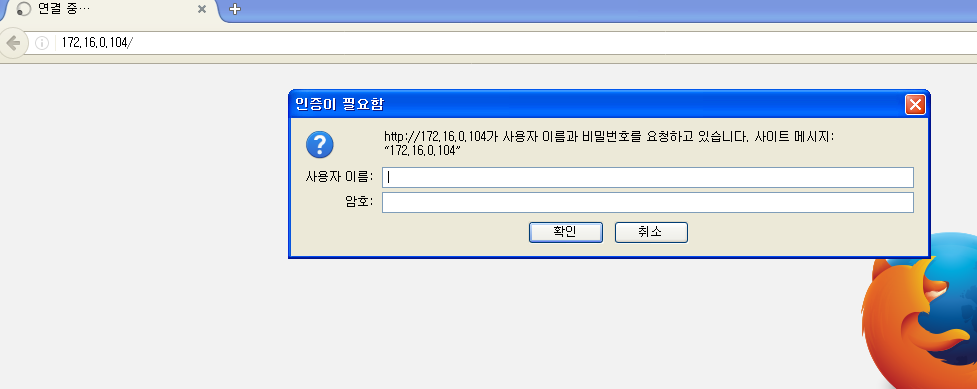 연결 중…
172.16.0.104/
인증이 필요함
http://172.16.0.104가 사용자 이름과 비밀번호를 요청하고 있습니다. 사이트 메시지:
"172.16.0.104"
사용자 이름:
암호:
확인 취소